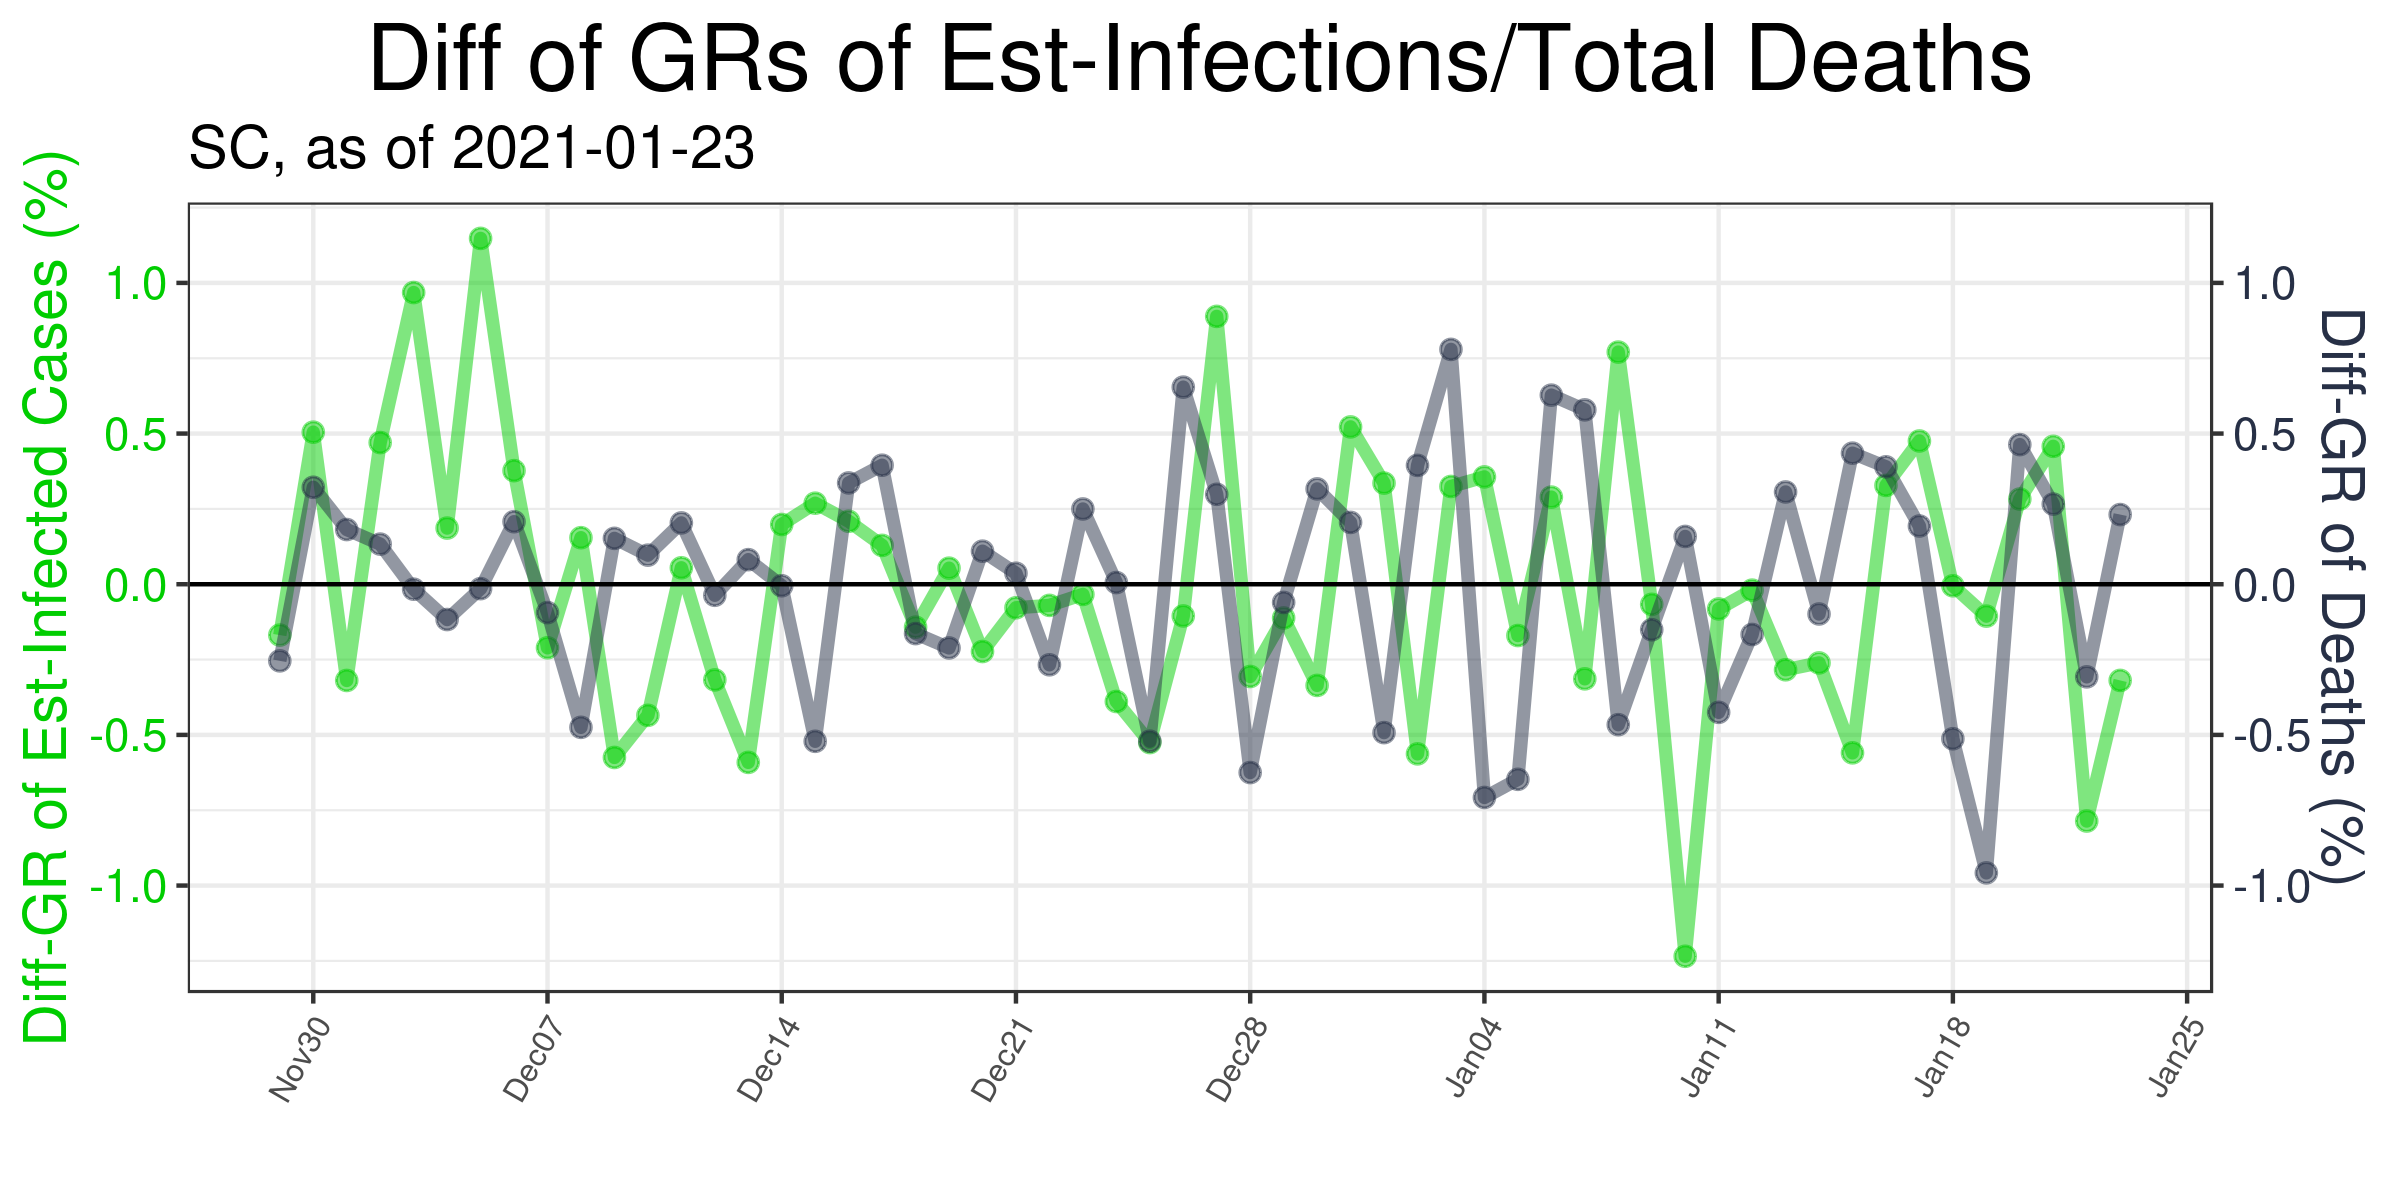 Diff of GRs of Est-Infections/Total Deaths
SC, as of 2021-01-23
Diff-GR of Est-Infected Cases (%)
1.0
0.5
0.0
-0.5
-1.0
1.0
0.5
0.0
-0.5
-1.0
Diff-GR of Deaths (%)
Nov30
Dec07
Dec14
Dec21
Dec28
Jan04
Jan11
Jan18
Jan25